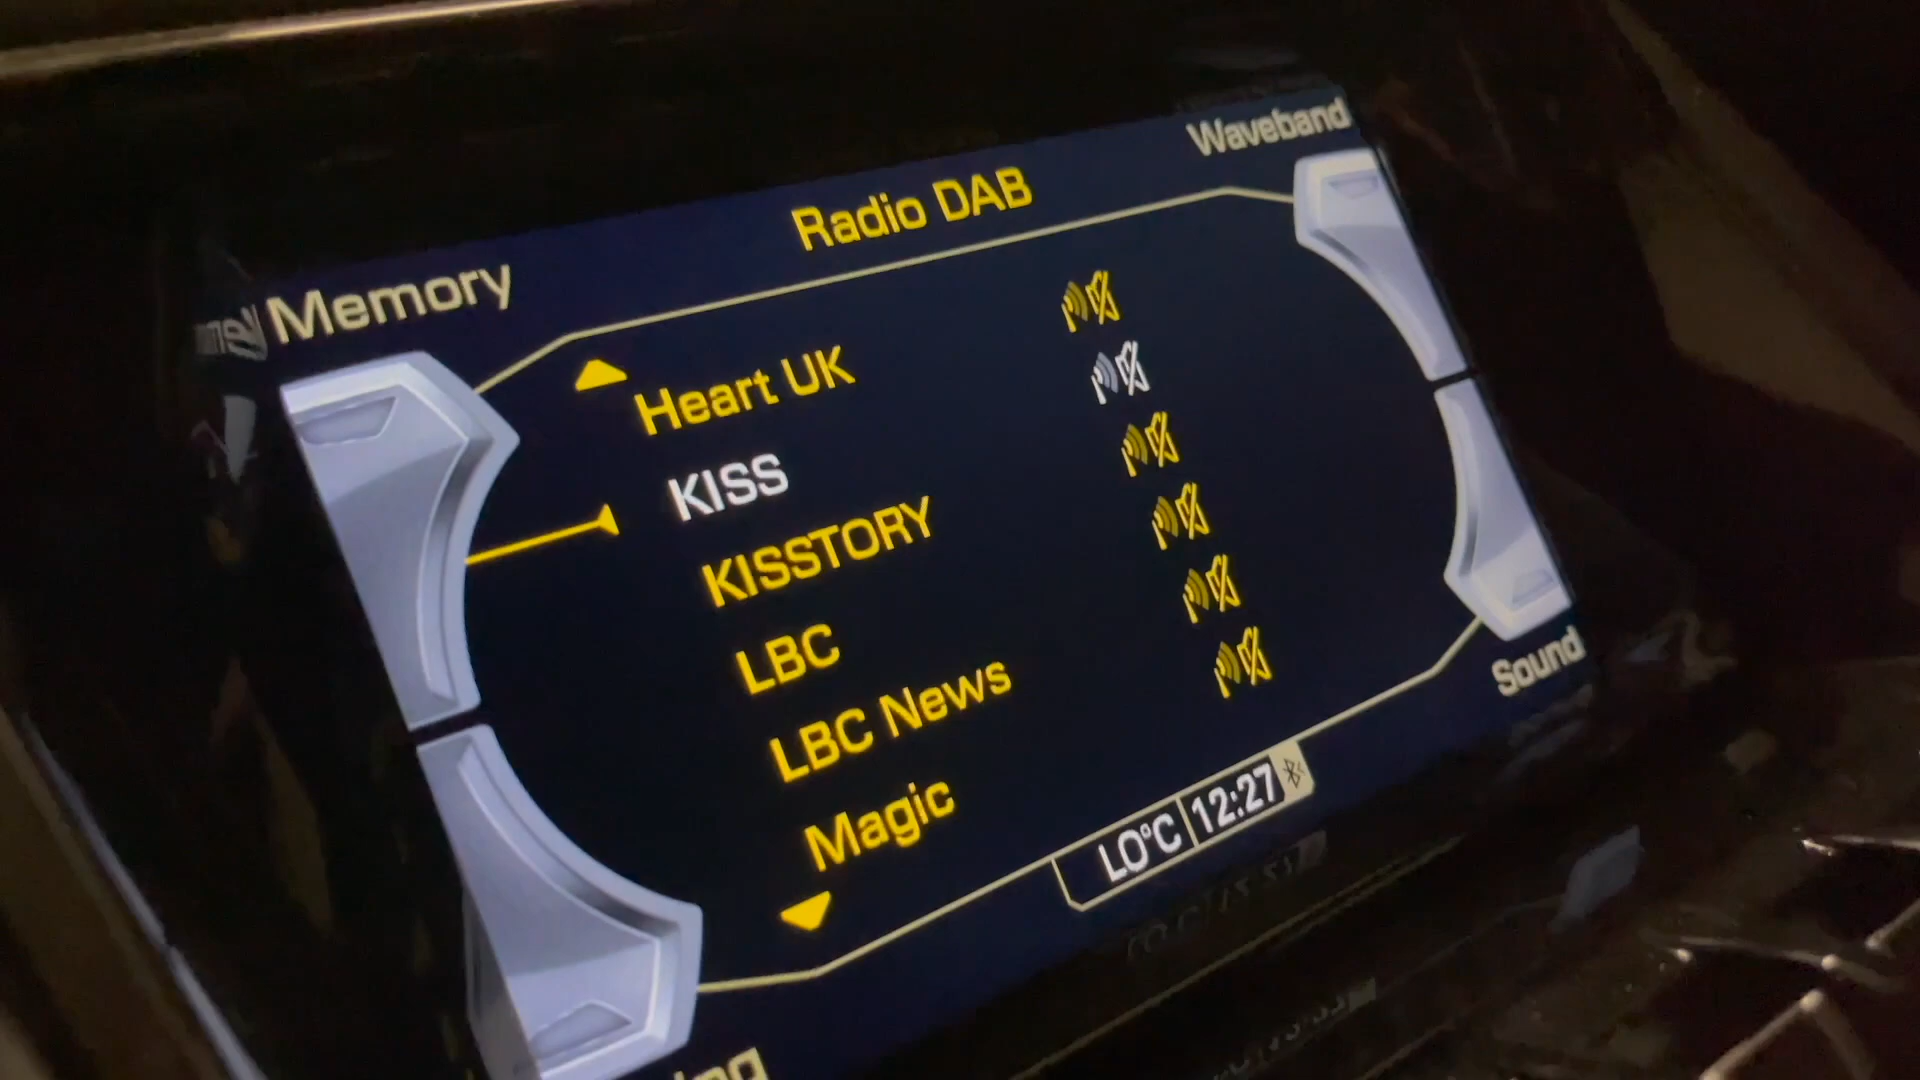 Waveband
Radio DAB
Memory
Heart UK
KISS
KISSTORY
LBC
LBC News
Magic
Sound
LO°C 12:27